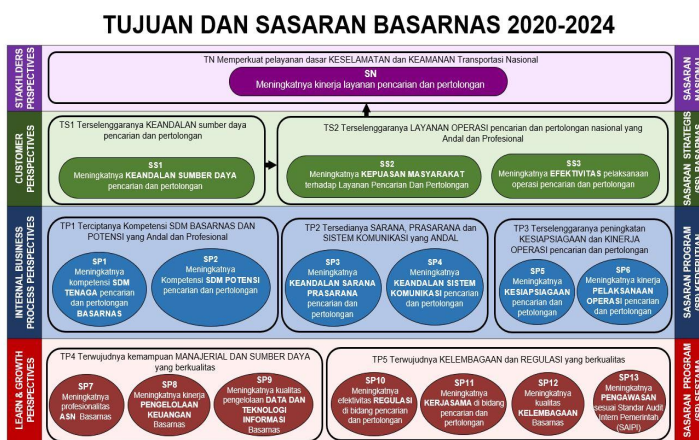 TUJUAN DAN SASARAN BASARNAS 2020-2024
STAKHLDERS
PRSPECTIVES
TN Memperkuat pelayanan dasar KESELAMATAN dan KEAMANAN Transportasi Nasional
SN
Meningkatnya kinerja layanan pencarian dan pertolongan
SASARAN
NASIONAL
CUSTOMER
PERSPECTIVES
TS1 Terselenggaranya KEANDALAN sumber daya
pencarian dan pertolongan
SS1
Meningkatnya KEANDALAN SUMBER DAYA
pencarian dan pertolongan
TS2 Terselenggaranya LAYANAN OPERASI pencarian dan pertolongan nasional yang
Andal dan Profesional
SS2
Meningkatnya KEPUASAN MASYARAKAT
terhadap Layanan Pencarian Dan Pertolongan
SS3
Meningkatnya EFEKTIVITAS pelaksanaan
operasi pencarian dan pertolongan
SASARAN STRATEGIS
INTERNAL BUSINESS
PROCESS PERSPECTIVES
TP1 Terciptanya Kompetensi SDM BASARNAS DAN
POTENSI yang Andal dan Profesional
SP1
Meningkatnya
kompetensi SDM
TENAGA pencarian
dan pertolongan
BASARNAS
SP2
Meningkatnya
Kompetensi SDM POTENSI
pencarian dan pertolongan
TP2 Tersedianya SARANA, PRASARANA dan
SISTEM KOMUNIKASI yang ANDAL
SP3
Meningkatnya
KEANDALAN SARANA
PRASARANA
pencarian dan
pertolongan
SP4
Meningkatnya
KEANDALAN SISTEM
KOMUNIKASI pencarian
dan pertolongan
TP3 Terselenggaranya peningkatan
KESIAPSIAGAAN dan KINERJA
OPERASI pencarian dan pertolongan
SP5
Meningkatnya
KESIAPSIAGAAN
pencarian dan
pertolongan
SP6
Meningkatnya kinerja
PELAKSANAAN
OPERASI pencarian dan
pertolongan
SASARAN PROGRAM
LEARN & GROWTH
PERSPECTIVES
TP4 Terwujudnya kemampuan MANAJERIAL DAN SUMBER DAYA
yang berkualitas
SP7
Meningkatnya
profesionalitas
ASN Basarnas
SP8
Meningkatnya kinerja
PENGELOLAAN
KEUANGAN
Basarnas
SP9
Meningkatnya kualitas
pengelolaan DATA DAN
TEKNOLOGI
INFORMASI
Basarnas
TP5 Terwujudnya KELEMBAGAAN dan REGULASI yang berkualitas
SP10
Meningkatnya
efektivitas REGULASI
di bidang pencarian
dan pertolongan
SP11
Meningkatnya
KERJASAMA di bidang
pencarian dan
pertolongan
SP12
Meningkatnya
kualitas
KELEMBAGAAN
Basarnas
SP13
Meningkatnya
PENGAWASAN
sesuai Standar Audit
Intern Pemerintah
(SAIPI)
SASARAN PROGRAM